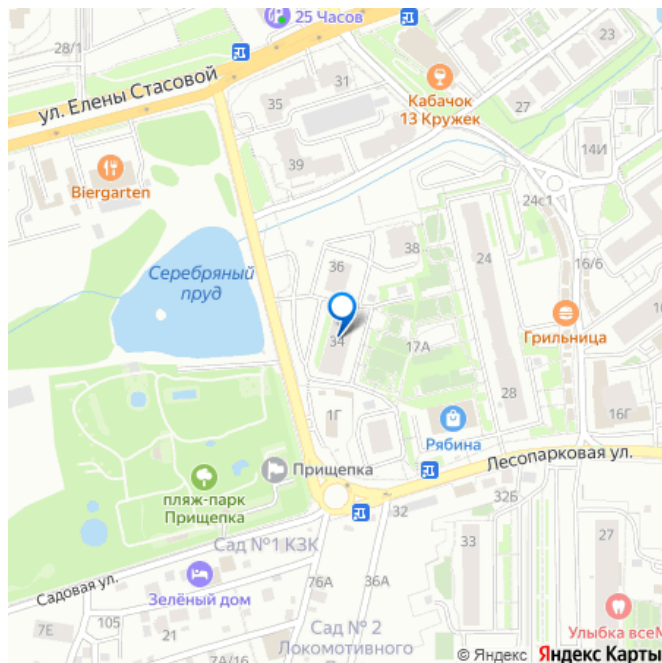 28/1
25 Часов
ул. Елены Стасовой
31
35
Кабачок
13 Кружек
23
27
14И
39
Biergarten
24с1
38
24
36
16/6
Серебряный
пруд
34
17А
Грильница
28
1Г
16Г
Рябина
Лесопарковая ул.
Прищепка
пляж-парк
Прищепка
32
326
33
27
Сад №1 КЗК
Садовая ул.
76А
36А
Зелёный дом
105
7Е
21
7А/16
Сад № 2
Локомотивного
Улыбка всеМ
© Яндекс Яндекс Карты